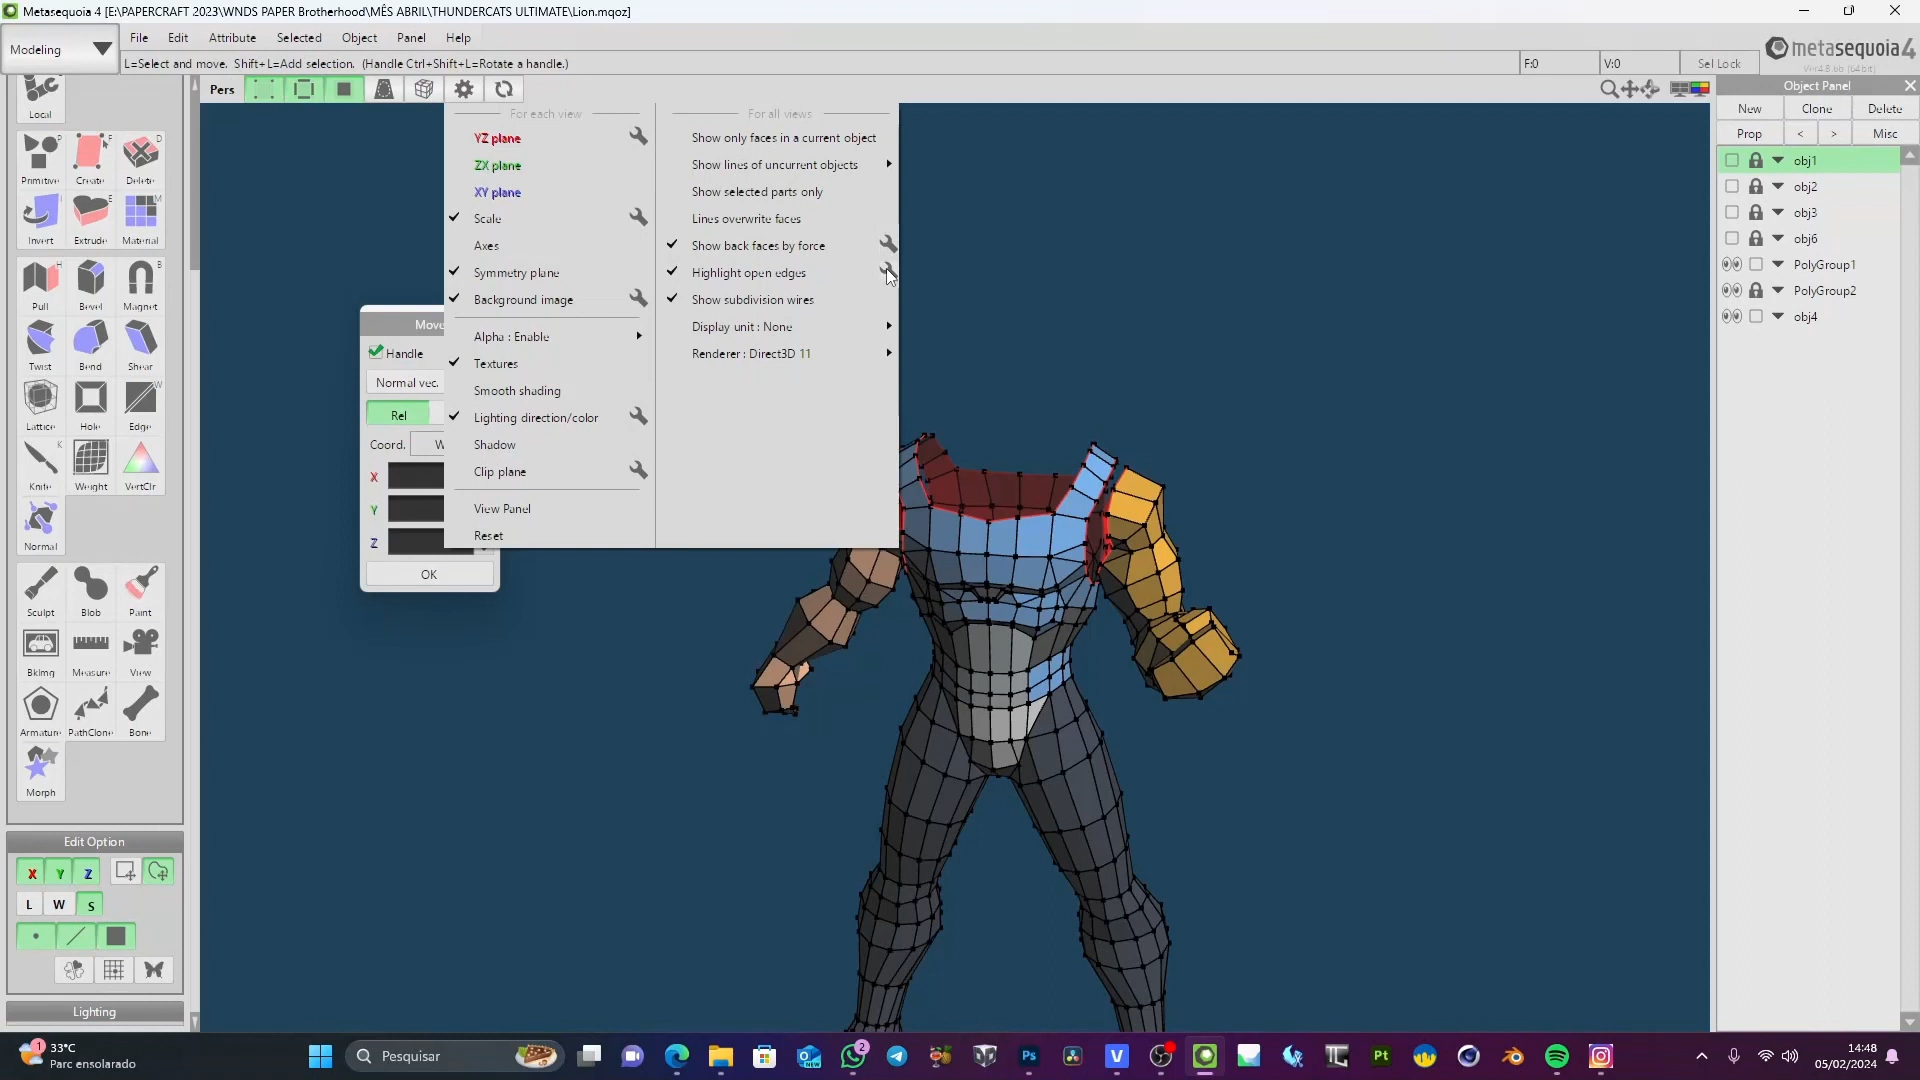 Metasequoia 4 [E:\PAPERCRAFT 2023\WNDS PAPER Brotherhood\MÊS ABRIL\THUNDERCATS ULTIMATE\Lion.mqoz]
Modeling
File Edit Attribute Selected Object Panel Help
L=Select and move. Shift+L=Add selection. (Handle Ctrl+Shift+L=Rotate a handle.)
F:0
V:0
Sel Lock
metasequoia 4
Local
Primitive P
Create F
Delete D
Invert I
Extrude E
Material M
Pull H
Bevel
Magnet B
Twist
Bend
Shear
Lattice
Hole
Edge W
Knife K
Weight
VertClr
Normal
Sculpt
Blob
Paint
BkImg
Measure
View
Armature
PathClone
Bone
Morph
Edit Option
X Y Z
L W S
Lighting
Pers
For each view
YZ plane
ZX plane
XY plane
Scale
Axes
Symmetry plane
Background image
Alpha : Enable
Textures
Smooth shading
Lighting direction/color
Shadow
Clip plane
View Panel
Reset
For all views
Show only faces in a current object
Show lines of uncurrent objects
Show selected parts only
Lines overwrite faces
Show back faces by force
Highlight open edges
Show subdivision wires
Display unit : None
Renderer : Direct3D 11
Move
Handle
Normal vec.
Rel
Coord.
X
Y
Z
OK
Object Panel
New Clone Delete
Prop < > Misc
obj1
obj2
obj3
obj6
PolyGroup1
PolyGroup2
obj4
1
33°C
Parc ensolarado
Pesquisar
2
14:48
05/02/2024